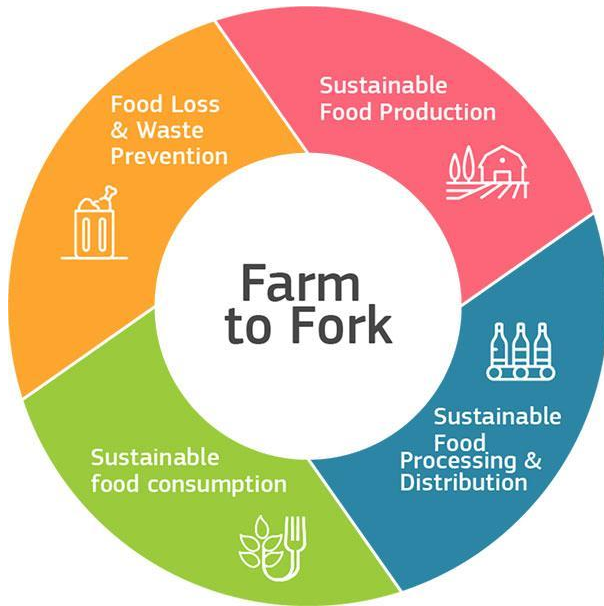 Food Loss
& Waste
Prevention
Sustainable
Food Production
Farm
to Fork
Sustainable
Food
Processing &
Distribution
Sustainable
food consumption